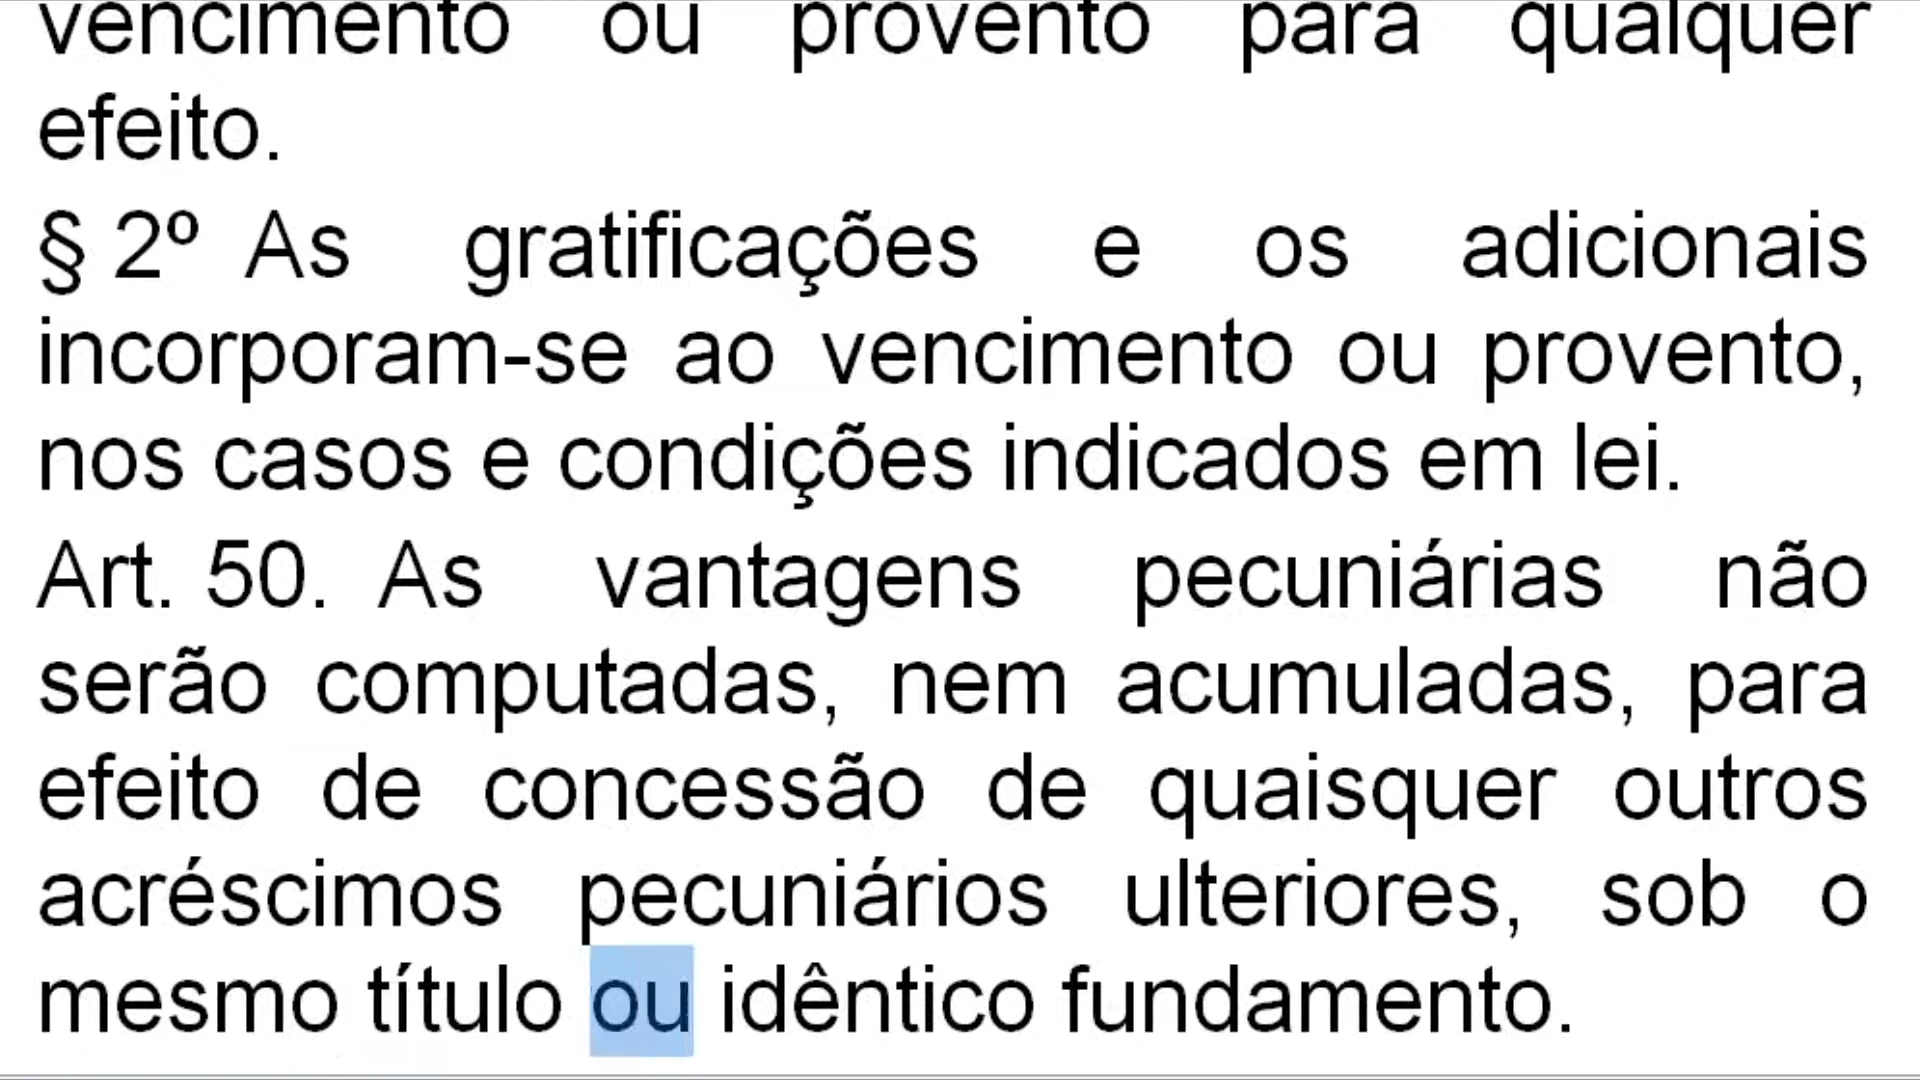 vencimento ou provento para qualquer
efeito.
§ 2º As gratificações e os adicionais
incorporam-se ao vencimento ou provento,
nos casos e condições indicados em lei.
Art. 50. As vantagens pecuniárias não
serão computadas, nem acumuladas, para
efeito de concessão de quaisquer outros
acréscimos pecuniários ulteriores, sob o
mesmo título ou idêntico fundamento.